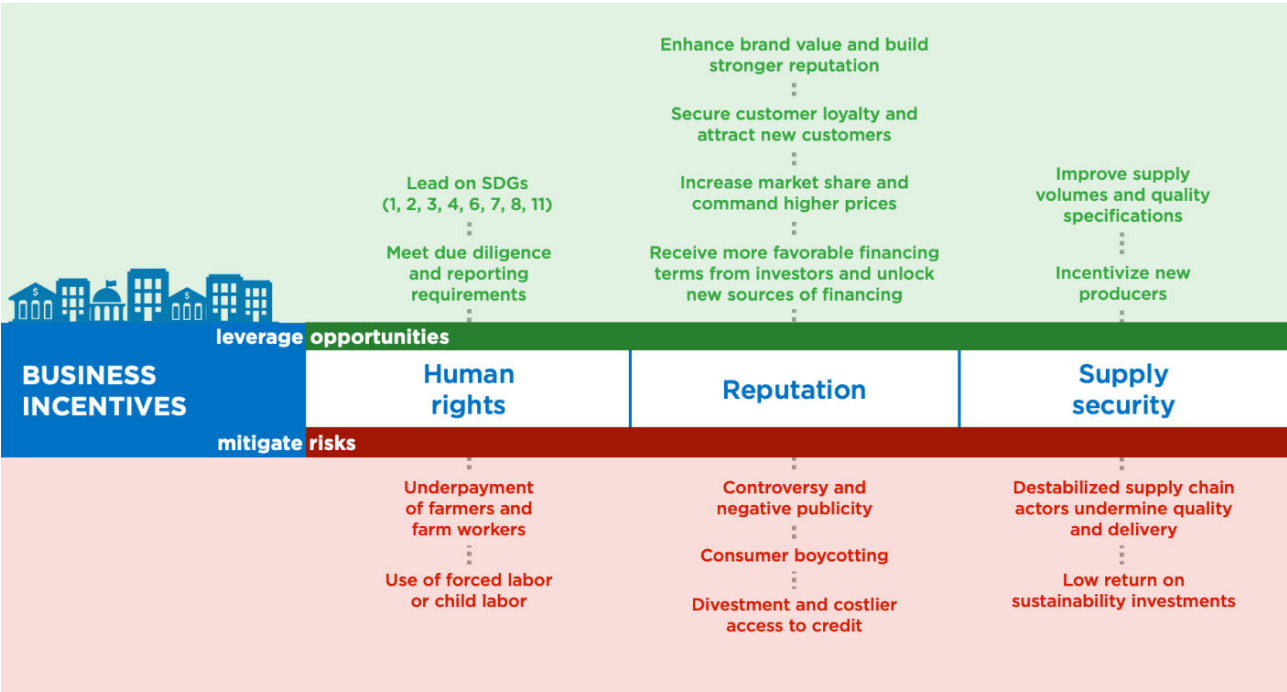 Enhance brand value and build
stronger reputation
Secure customer loyalty and
attract new customers
Increase market share and
command higher prices
Receive more favorable financing
terms from investors and unlock
new sources of financing
Lead on SDGs
(1, 2, 3, 4, 6, 7, 8, 11)
Meet due diligence
and reporting
requirements
Improve supply
volumes and quality
specifications
Incentivize new
producers
$
$
leverage opportunities
BUSINESS
INCENTIVES
Human
rights
Reputation
Supply
security
mitigate risks
Underpayment
of farmers and
farm workers
Use of forced labor
or child labor
Controversy and
negative publicity
Consumer boycotting
Divestment and costlier
access to credit
Destabilized supply chain
actors undermine quality
and delivery
Low return on
sustainability investments